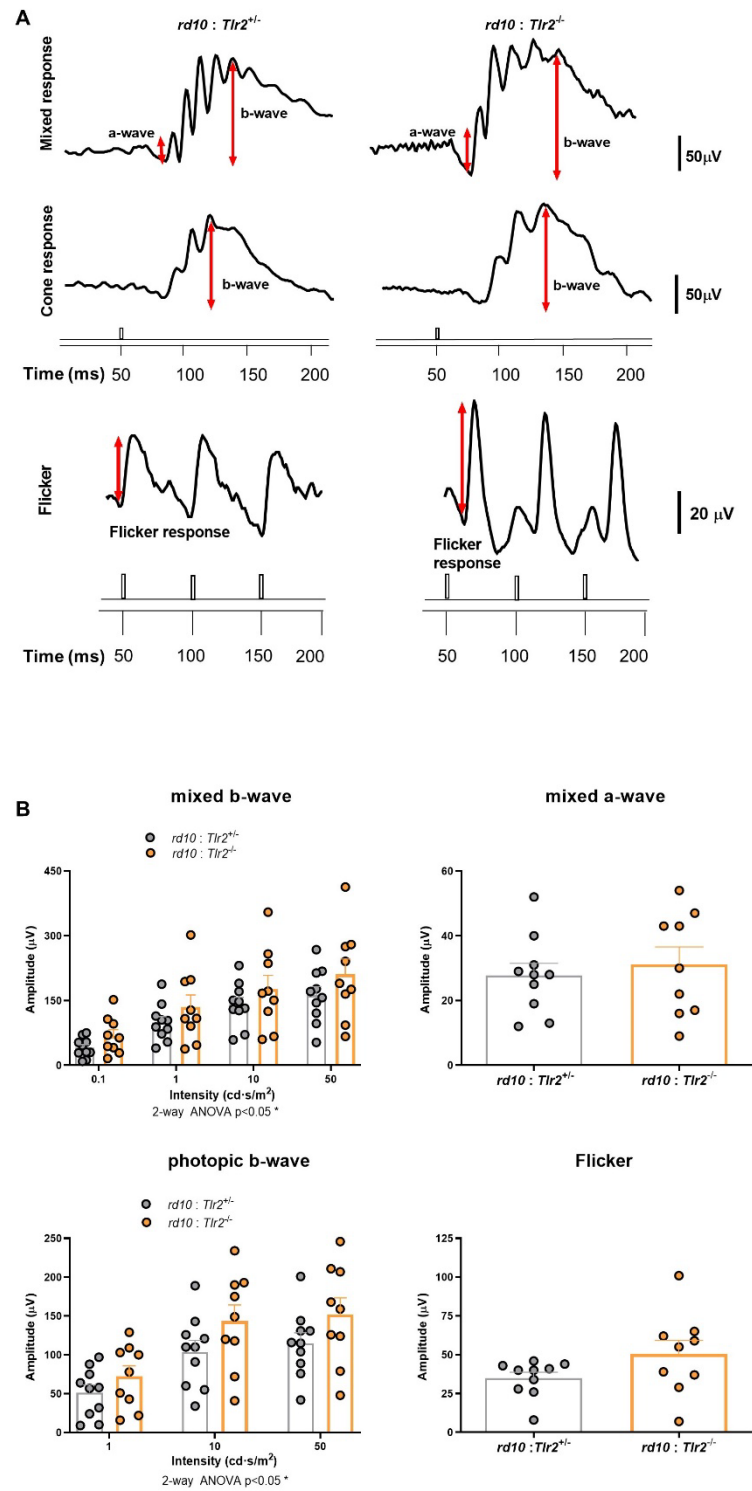 A
rd10 : Tlr2+/-
rd10 : Tlr2-/-
Mixed response
a-wave
b-wave
a-wave
b-wave
50μV
Cone response
b-wave
b-wave
50μV
Time (ms) 50 100 150 200
50 100 150 200
Flicker
Flicker response
Flicker
response
20 μV
Time (ms) 50 100 150 200
50 100 150 200
B
mixed b-wave
rd10 : Tlr2+/-
rd10 : Tlr2-/-
Amplitude (μV)
450
300
150
0
0.1 1 10 50
Intensity (cd·s/m²)
2-way ANOVA p<0.05 *
mixed a-wave
Amplitude (μV)
60
40
20
0
rd10 : Tlr2+/- rd10 : Tlr2-/-
photopic b-wave
rd10 : Tlr2+/-
rd10 : Tlr2-/-
Amplitude (μV)
250
200
150
100
50
0
1 10 50
Intensity (cd·s/m²)
2-way ANOVA p<0.05 *
Flicker
Amplitude (μV)
125
100
75
50
25
0
rd10 :Tlr2+/- rd10 : Tlr2-/-